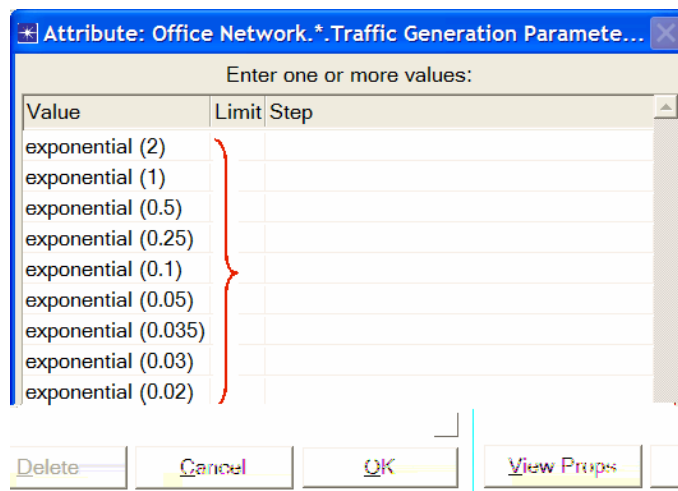 Attribute: Office Network.*.Traffic Generation Paramete...
Enter one or more values:
Value Limit Step
exponential (2)
exponential (1)
exponential (0.5)
exponential (0.25)
exponential (0.1)
exponential (0.05)
exponential (0.035)
exponential (0.03)
exponential (0.02)
Delete Cancel OK View Props